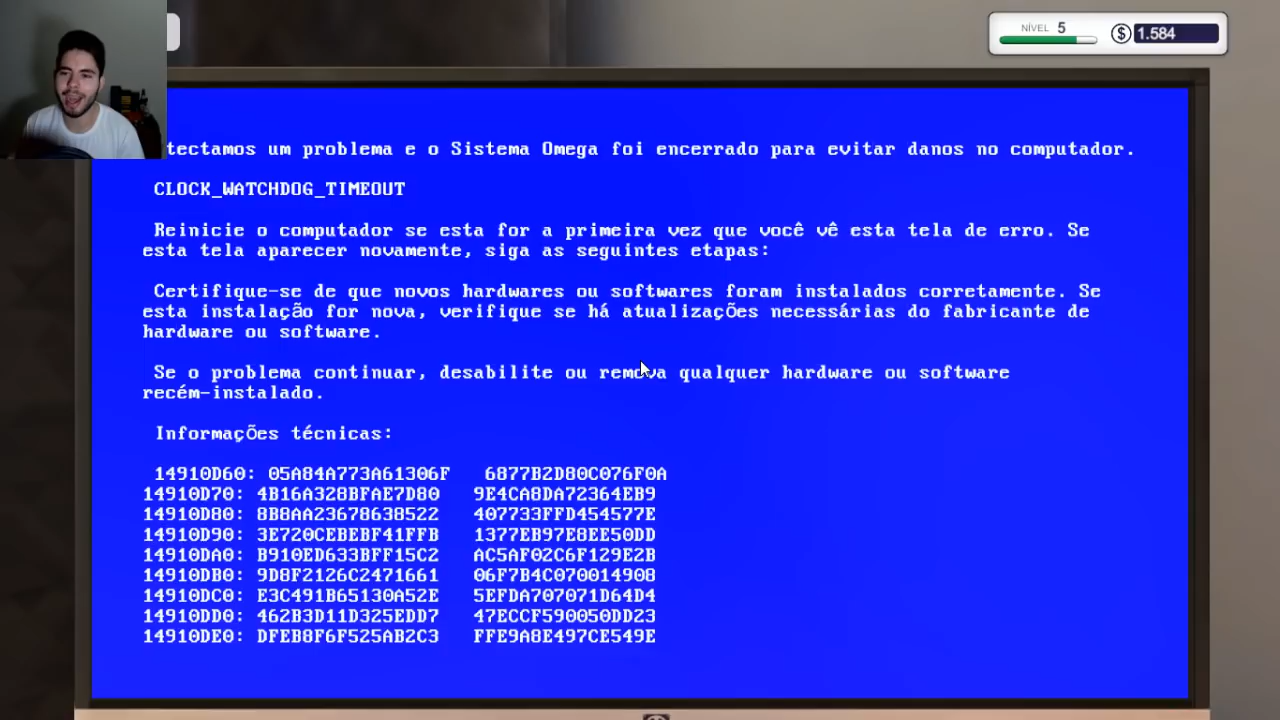 NÍVEL 5
$ 1.584
tectamos um problema e o Sistema Omega foi encerrado para evitar danos no computador.
CLOCK_WATCHDOG_TIMEOUT
Reinicie o computador se esta for a primeira vez que você vê esta tela de erro. Se
esta tela aparecer novamente, siga as seguintes etapas:
Certifique-se de que novos hardwares ou softwares foram instalados corretamente. Se
esta instalação for nova, verifique se há atualizações necessárias do fabricante de
hardware ou software.
Se o problema continuar, desabilite ou remova qualquer hardware ou software
recém-instalado.
Informações técnicas:
14910D60: 05A84A773A61306F 6877B2D80C076F0A
14910D70: 4B16A328BFAE7D80 9E4CA8DA72364EB9
14910D80: 8B8AA23678638522 407733FFD454577E
14910D90: 3E720CEBEBF41FFB 1377EB97E8EE50DD
14910DA0: B910ED633BFF15C2 AC5AF02C6F129E2B
14910DB0: 9D8F2126C2471661 06F7B4C070014908
14910DC0: E3C491B65130A52E 5EFDA707071D64D4
14910DD0: 462B3D11D325EDD7 47ECCF590050DD23
14910DE0: DFEB8F6F525AB2C3 FFE9A8E497CE549E